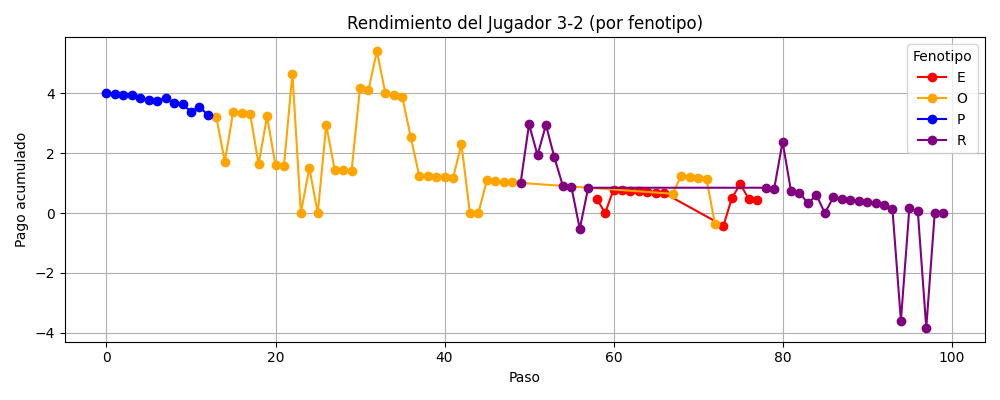 Rendimiento del Jugador 3-2 (por fenotipo)
Pago acumulado
4
2
0
−2
−4
0 20 40 60 80 100
Paso
Fenotipo
E
O
P
R